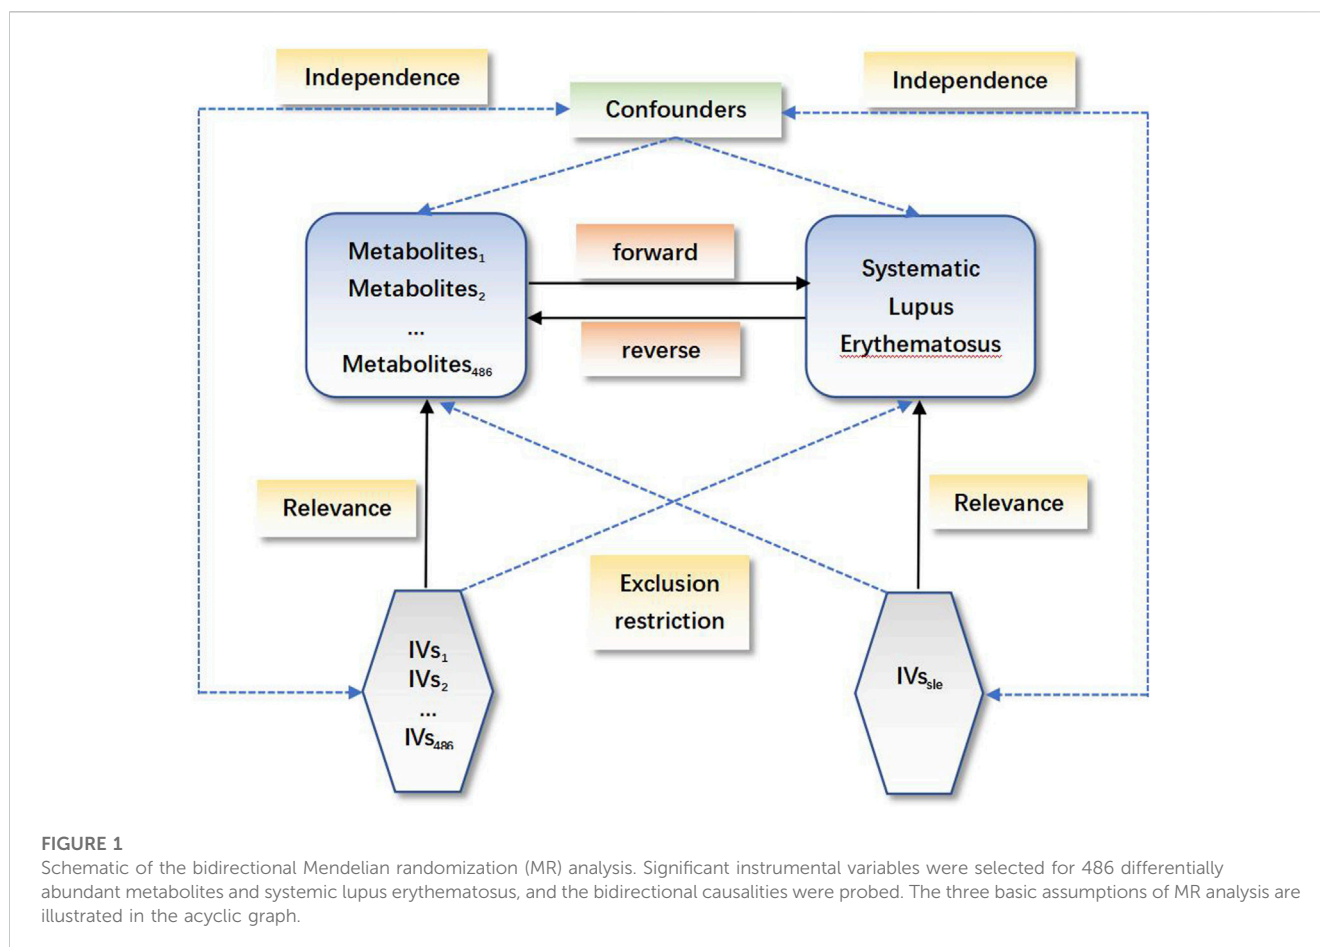 Independence
Independence
Confounders
Metabolites₁
Metabolites₂
...
Metabolites₄₈₆
forward
reverse
Systematic
Lupus
Erythematosus
Relevance
Relevance
Exclusion
restriction
IVs₁
IVs₂
...
IVs₄₈₆
IVsₛₗₑ
FIGURE 1
Schematic of the bidirectional Mendelian randomization (MR) analysis. Significant instrumental variables were selected for 486 differentially
abundant metabolites and systemic lupus erythematosus, and the bidirectional causalities were probed. The three basic assumptions of MR analysis are
illustrated in the acyclic graph.